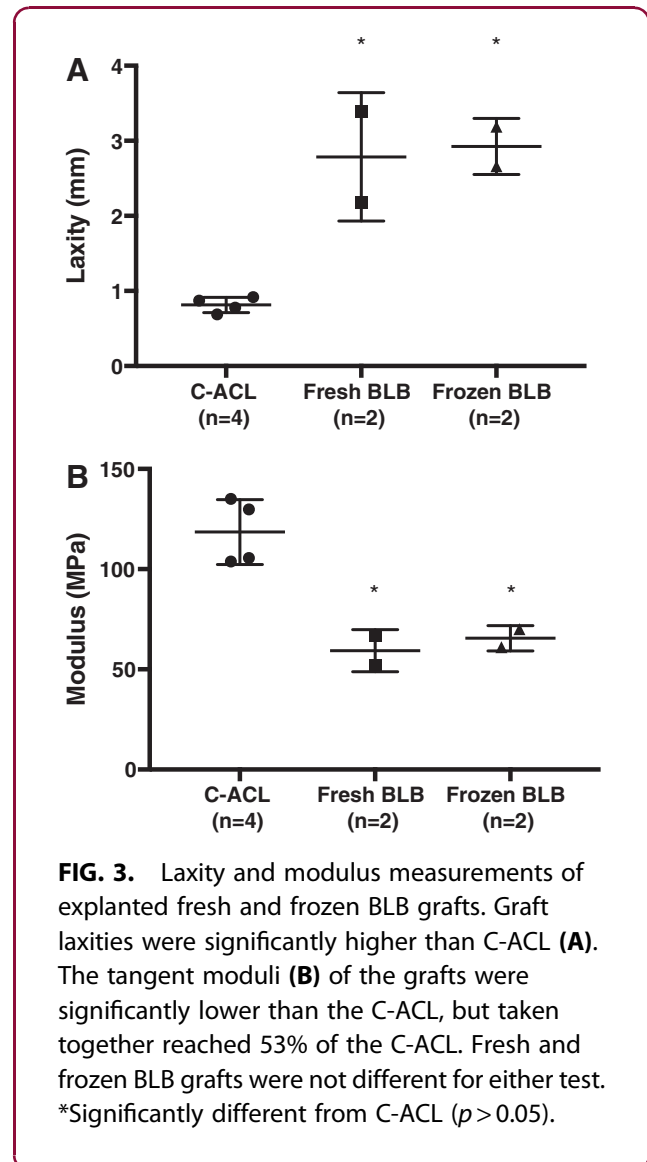 A
* *
4
3
2
1
0
Laxity (mm)
C-ACL Fresh BLB Frozen BLB
(n=4) (n=2) (n=2)
B
150
100
50
0
Modulus (MPa)
* *
C-ACL Fresh BLB Frozen BLB
(n=4) (n=2) (n=2)
FIG. 3. Laxity and modulus measurements of
explanted fresh and frozen BLB grafts. Graft
laxities were significantly higher than C-ACL (A).
The tangent moduli (B) of the grafts were
significantly lower than the C-ACL, but taken
together reached 53% of the C-ACL. Fresh and
frozen BLB grafts were not different for either test.
*Significantly different from C-ACL (p > 0.05).